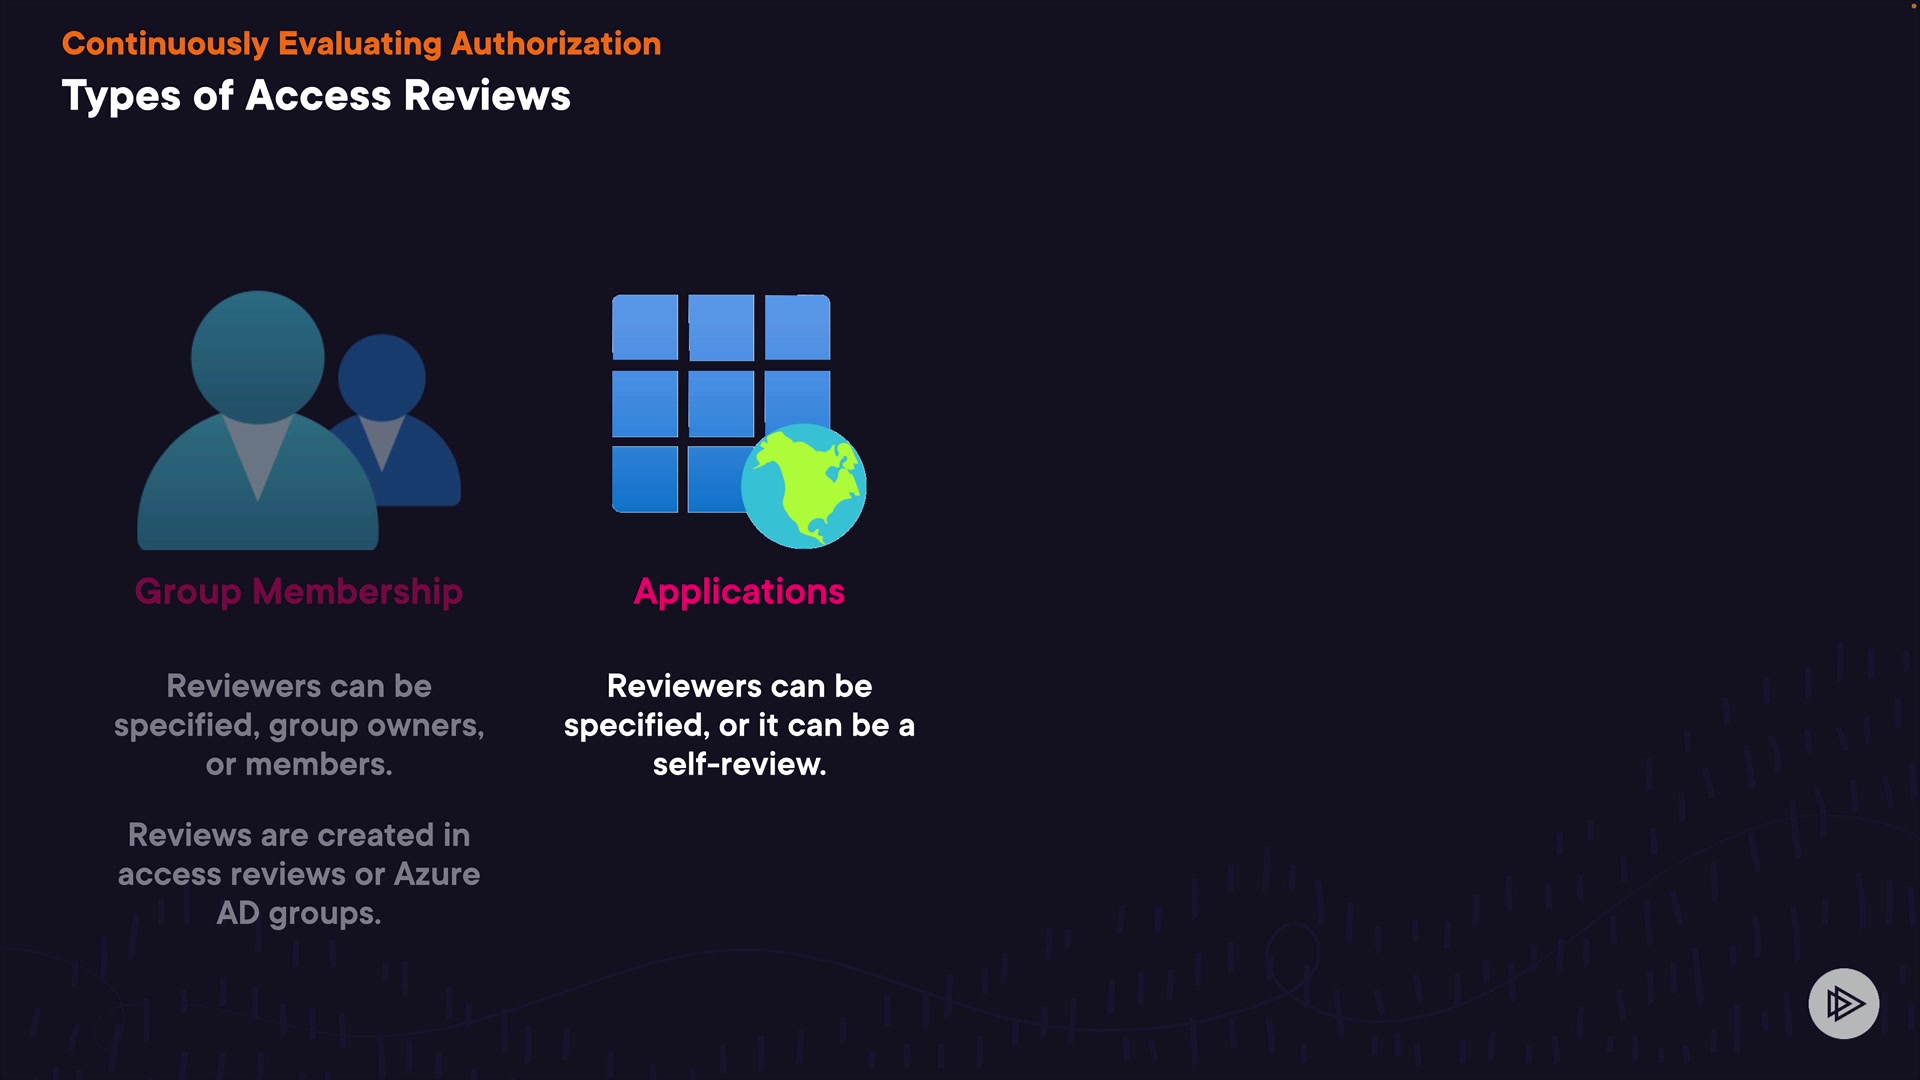 Continuously Evaluating Authorization
Types of Access Reviews
Group Membership
Reviewers can be
specified, group owners,
or members.
Reviews are created in
access reviews or Azure
AD groups.
Applications
Reviewers can be
specified, or it can be a
self-review.